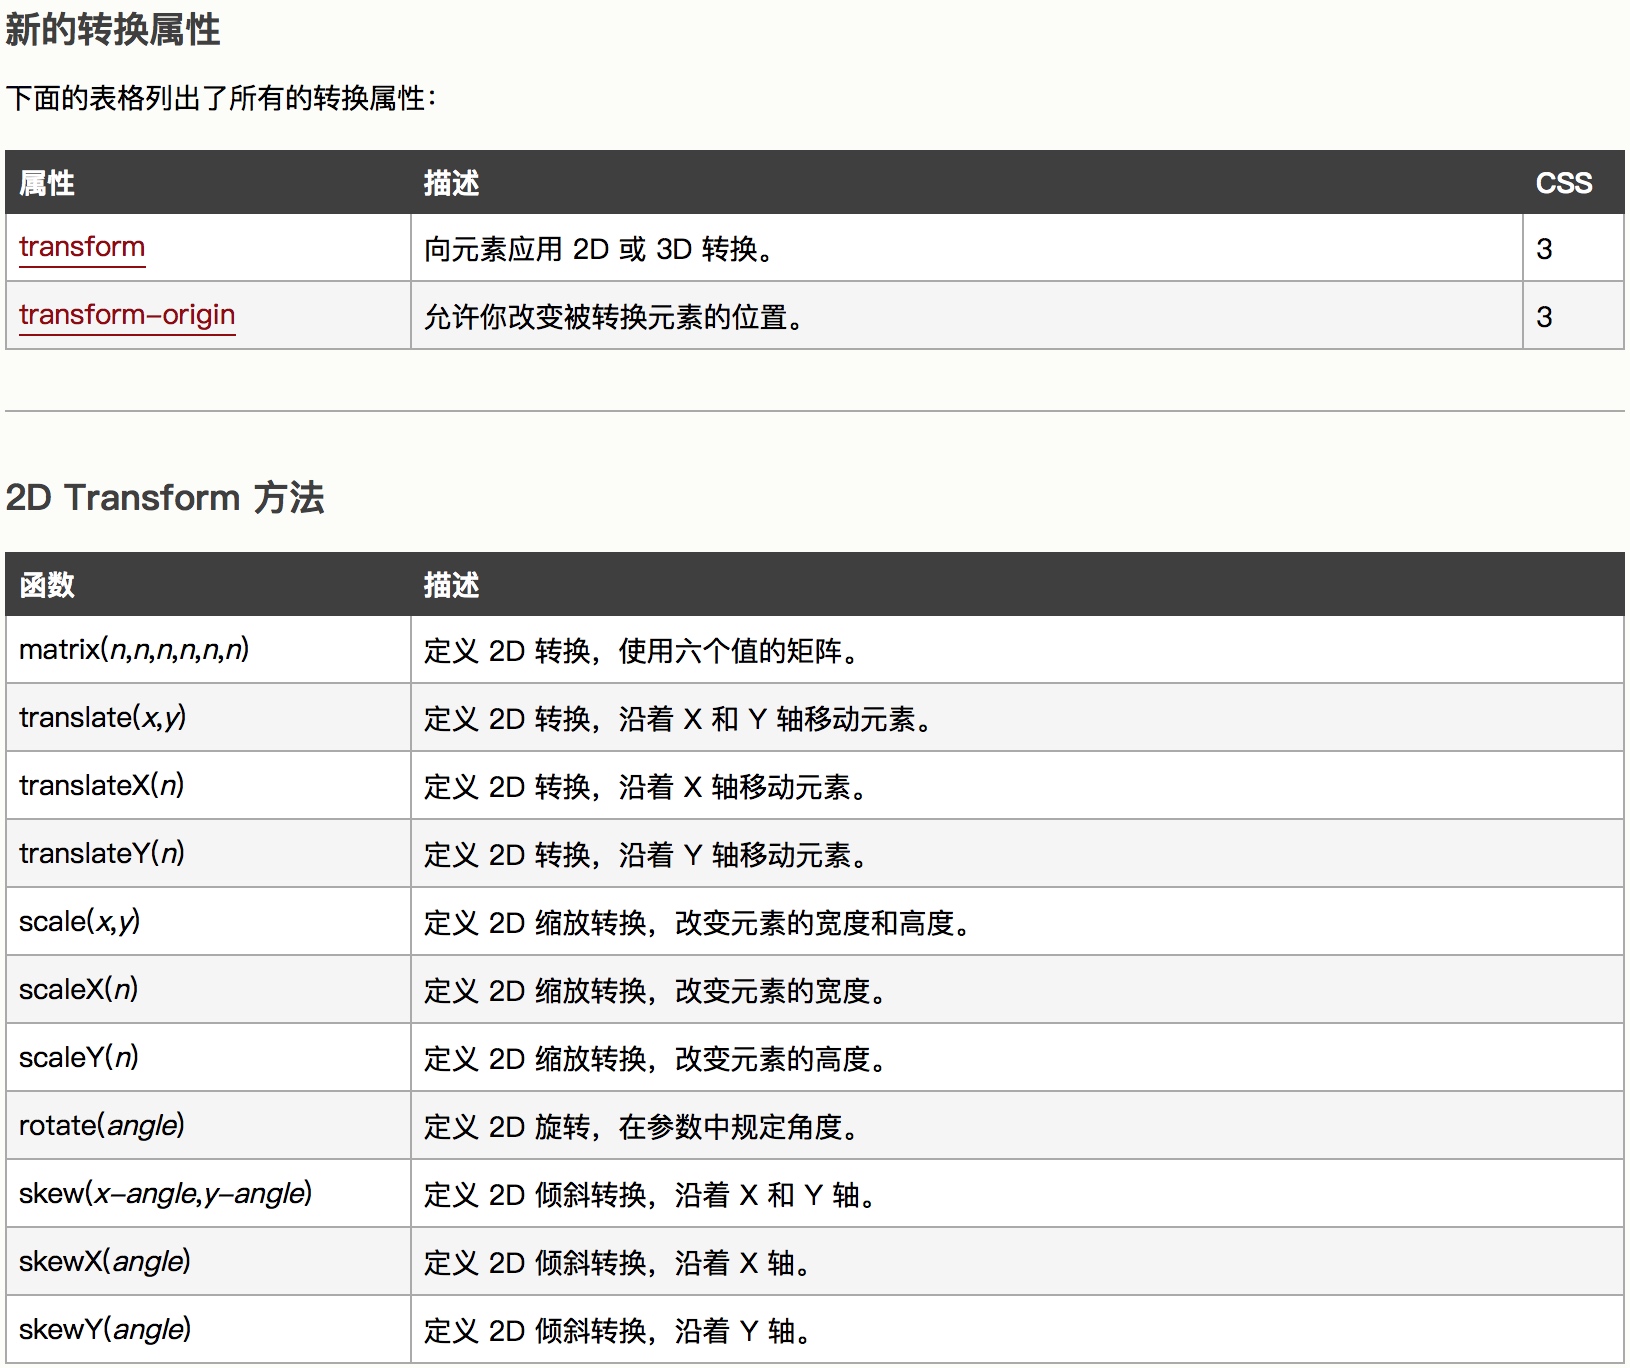 新的转换属性
下面的表格列出了所有的转换属性：
属性 描述 CSS
transform 向元素应用 2D 或 3D 转换。 3
transform-origin 允许你改变被转换元素的位置。 3
2D Transform 方法
函数 描述
matrix(n,n,n,n,n,n) 定义 2D 转换，使用六个值的矩阵。
translate(x,y) 定义 2D 转换，沿着 X 和 Y 轴移动元素。
translateX(n) 定义 2D 转换，沿着 X 轴移动元素。
translateY(n) 定义 2D 转换，沿着 Y 轴移动元素。
scale(x,y) 定义 2D 缩放转换，改变元素的宽度和高度。
scaleX(n) 定义 2D 缩放转换，改变元素的宽度。
scaleY(n) 定义 2D 缩放转换，改变元素的高度。
rotate(angle) 定义 2D 旋转，在参数中规定角度。
skew(x-angle,y-angle) 定义 2D 倾斜转换，沿着 X 和 Y 轴。
skewX(angle) 定义 2D 倾斜转换，沿着 X 轴。
skewY(angle) 定义 2D 倾斜转换，沿着 Y 轴。